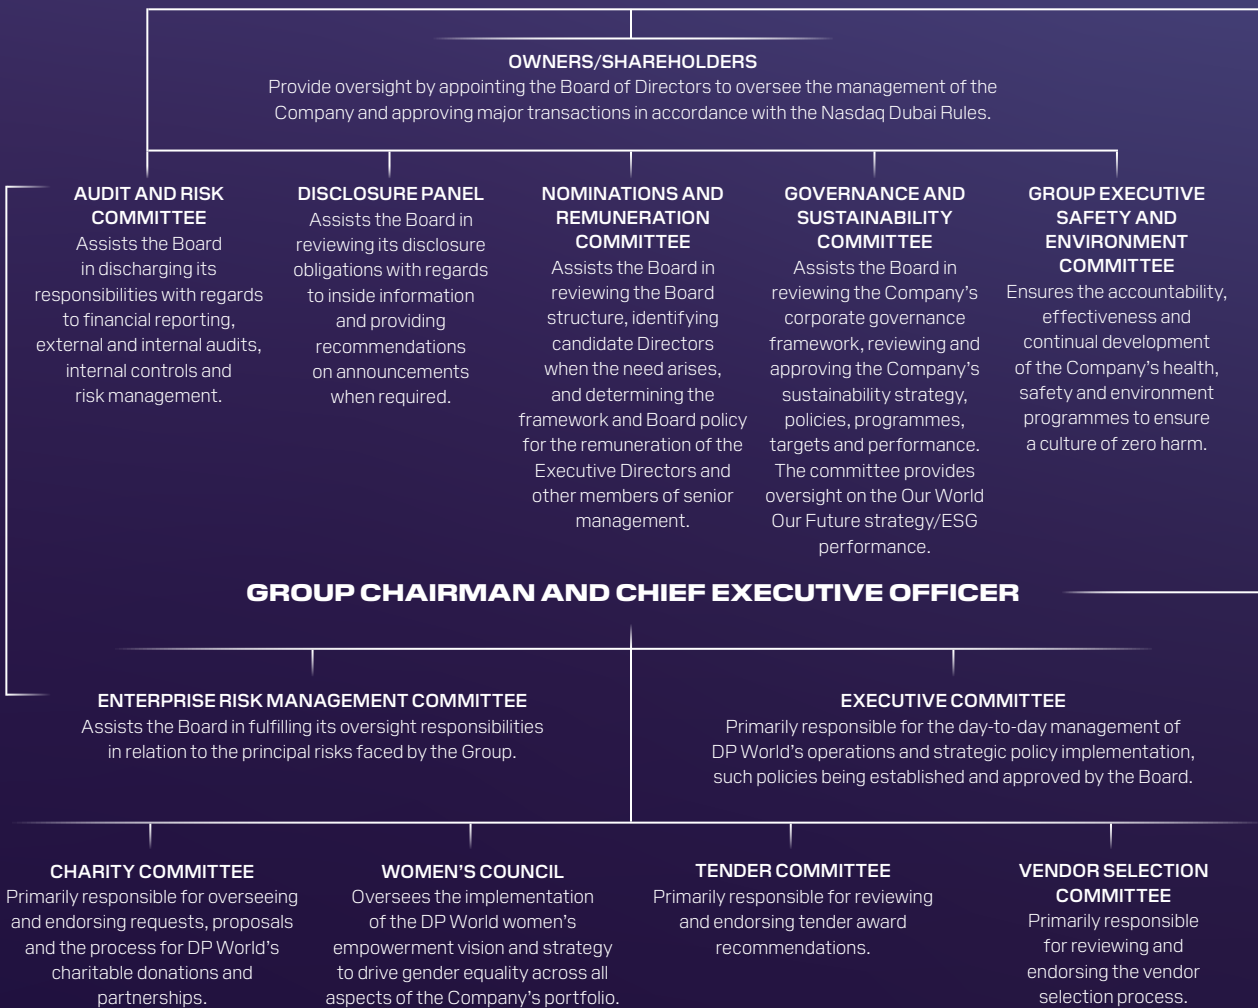 OWNERS/SHAREHOLDERS
Provide oversight by appointing the Board of Directors to oversee the management of the
Company and approving major transactions in accordance with the Nasdaq Dubai Rules.
AUDIT AND RISK
COMMITTEE
Assists the Board
in discharging its
responsibilities with regards
to financial reporting,
external and internal audits,
internal controls and
risk management.
DISCLOSURE PANEL
Assists the Board in
reviewing its disclosure
obligations with regards
to inside information
and providing
recommendations
on announcements
when required.
NOMINATIONS AND
REMUNERATION
COMMITTEE
Assists the Board in
reviewing the Board
structure, identifying
candidate Directors
when the need arises,
and determining the
framework and Board policy
for the remuneration of the
Executive Directors and
other members of senior
management.
GOVERNANCE AND
SUSTAINABILITY
COMMITTEE
Assists the Board in
reviewing the Company's
corporate governance
framework, reviewing and
approving the Company's
sustainability strategy,
policies, programmes,
targets and performance.
The committee provides
oversight on the Our World
Our Future strategy/ESG
performance.
GROUP EXECUTIVE
SAFETY AND
ENVIRONMENT
COMMITTEE
Ensures the accountability,
effectiveness and
continual development
of the Company's health,
safety and environment
programmes to ensure
a culture of zero harm.
GROUP CHAIRMAN AND CHIEF EXECUTIVE OFFICER
ENTERPRISE RISK MANAGEMENT COMMITTEE
Assists the Board in fulfilling its oversight responsibilities
in relation to the principal risks faced by the Group.
EXECUTIVE COMMITTEE
Primarily responsible for the day-to-day management of
DP World's operations and strategic policy implementation,
such policies being established and approved by the Board.
CHARITY COMMITTEE
Primarily responsible for overseeing
and endorsing requests, proposals
and the process for DP World's
charitable donations and
partnerships.
WOMEN'S COUNCIL
Oversees the implementation
of the DP World women's
empowerment vision and strategy
to drive gender equality across all
aspects of the Company's portfolio.
TENDER COMMITTEE
Primarily responsible for reviewing
and endorsing tender award
recommendations.
VENDOR SELECTION
COMMITTEE
Primarily responsible
for reviewing and
endorsing the vendor
selection process.